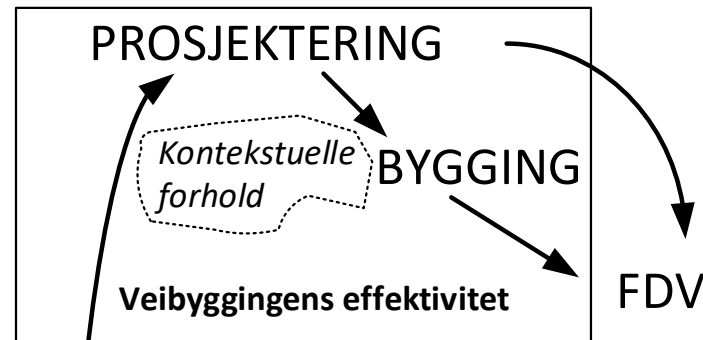 PROSJEKTERING
Kontekstuelle
forhold
BYGGING
Veibyggingens effektivitet
FDV